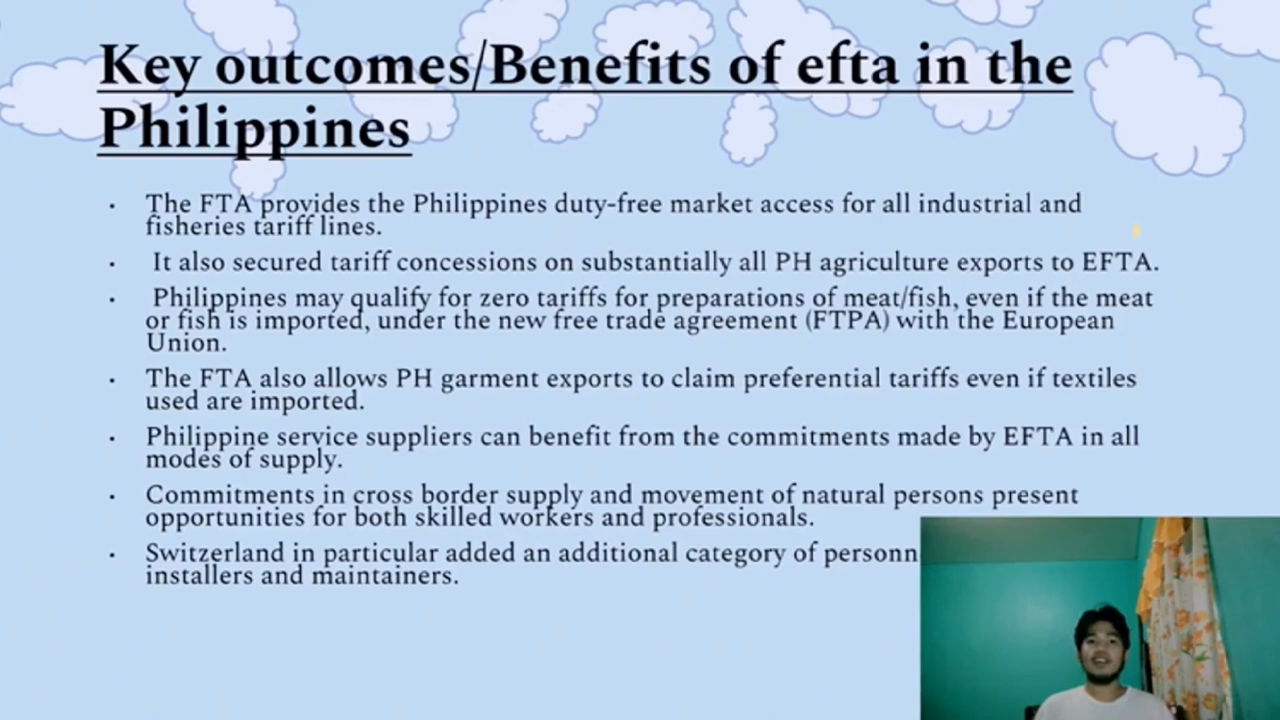 Key outcomes/Benefits of efta in the
Philippines
· The FTA provides the Philippines duty-free market access for all industrial and
fisheries tariff lines.
· It also secured tariff concessions on substantially all PH agriculture exports to EFTA.
· Philippines may qualify for zero tariffs for preparations of meat/fish, even if the meat
or fish is imported, under the new free trade agreement (FTPA) with the European
Union.
· The FTA also allows PH garment exports to claim preferential tariffs even if textiles
used are imported.
· Philippine service suppliers can benefit from the commitments made by EFTA in all
modes of supply.
· Commitments in cross border supply and movement of natural persons present
opportunities for both skilled workers and professionals.
· Switzerland in particular added an additional category of
installers and maintainers.